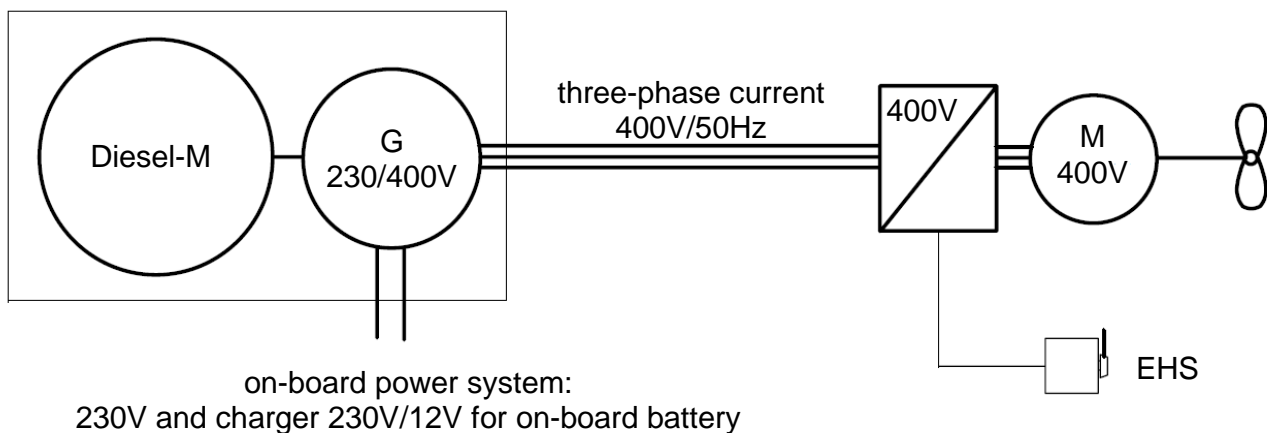 Diesel-M
G
230/400V
three-phase current
400V/50Hz
400V
M
400V
EHS
on-board power system:
230V and charger 230V/12V for on-board battery